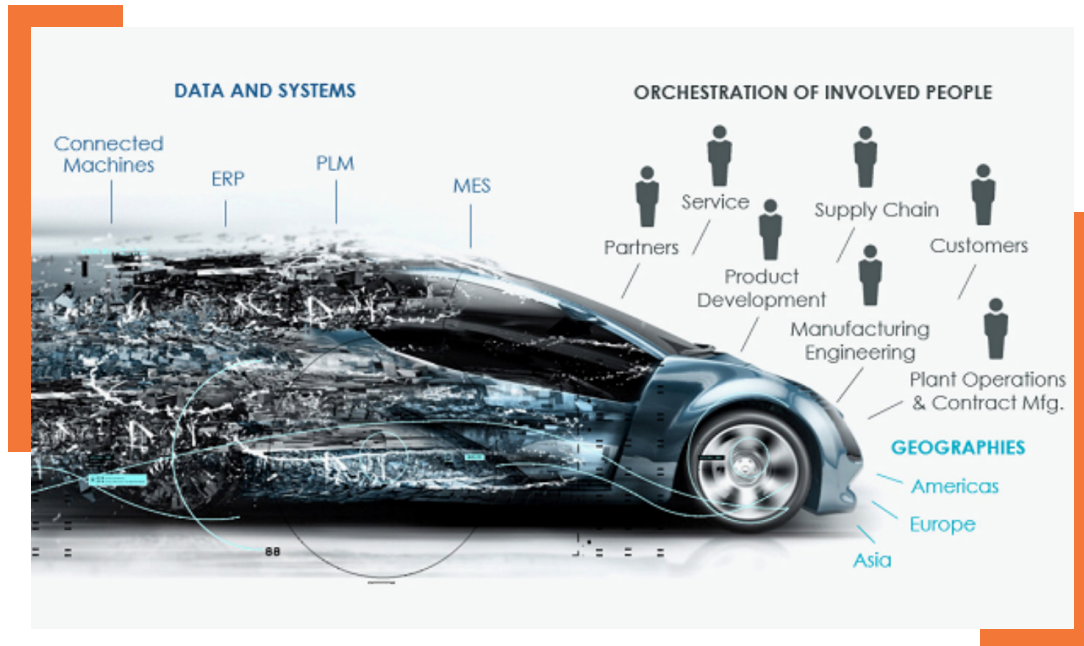 DATA AND SYSTEMS
Connected
Machines
ERP
PLM
MES
ORCHESTRATION OF INVOLVED PEOPLE
Partners
Service
Product
Development
Supply Chain
Manufacturing
Engineering
Customers
Plant Operations
& Contract Mfg.
GEOGRAPHIES
Americas
Europe
Asia
88